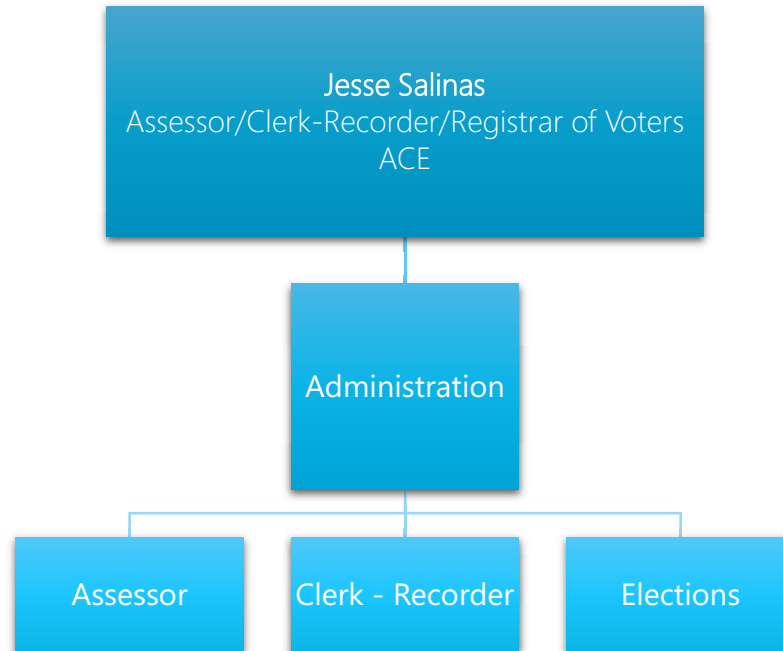 Jesse Salinas
Assessor/Clerk-Recorder/Registrar of Voters
ACE
Administration
Assessor
Clerk - Recorder
Elections